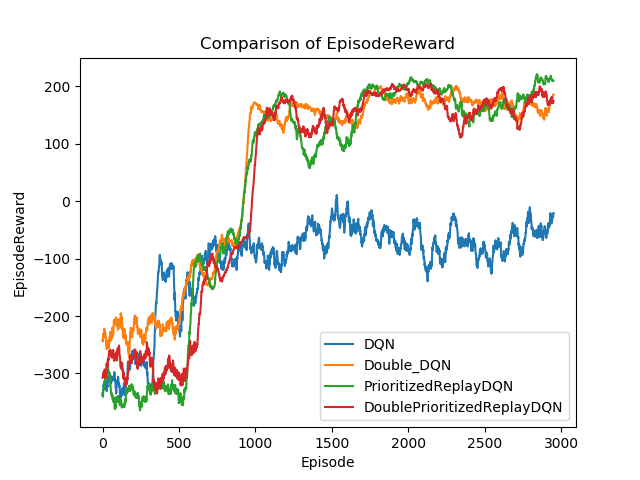 Comparison of EpisodeReward
EpisodeReward
200
100
0
−100
−200
−300
0
500
1000
1500
2000
2500
3000
Episode
DQN
Double_DQN
PrioritizedReplayDQN
DoublePrioritizedReplayDQN